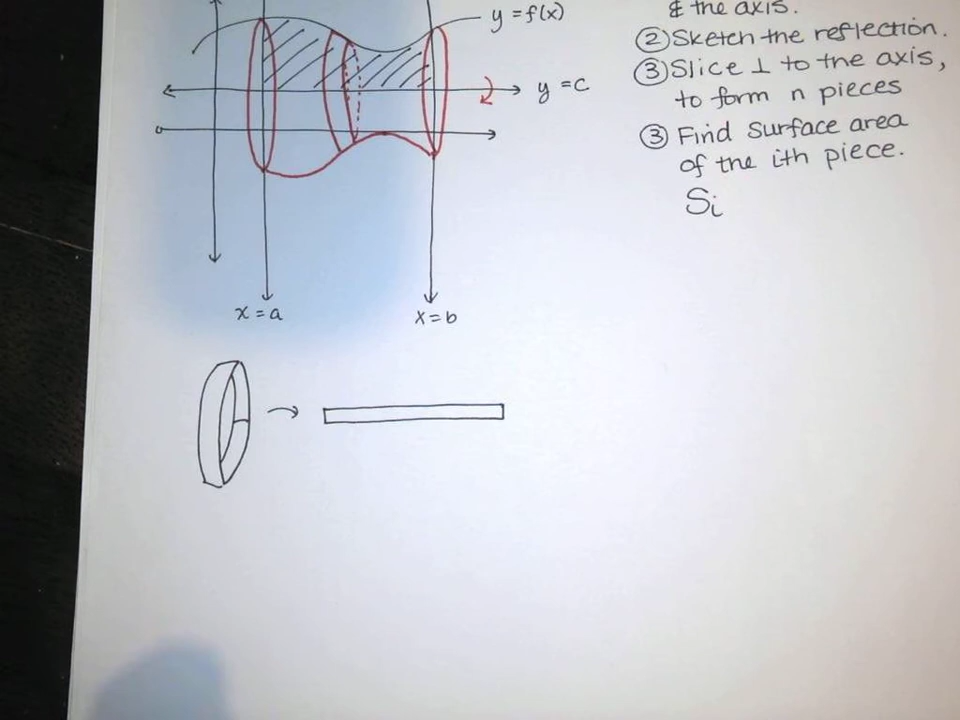 y = f(x)
y = c
x = a
x = b
& the axis.
② Sketch the reflection.
③ Slice ⊥ to the axis,
to form n pieces
③ Find surface area
of the ith piece.
Si